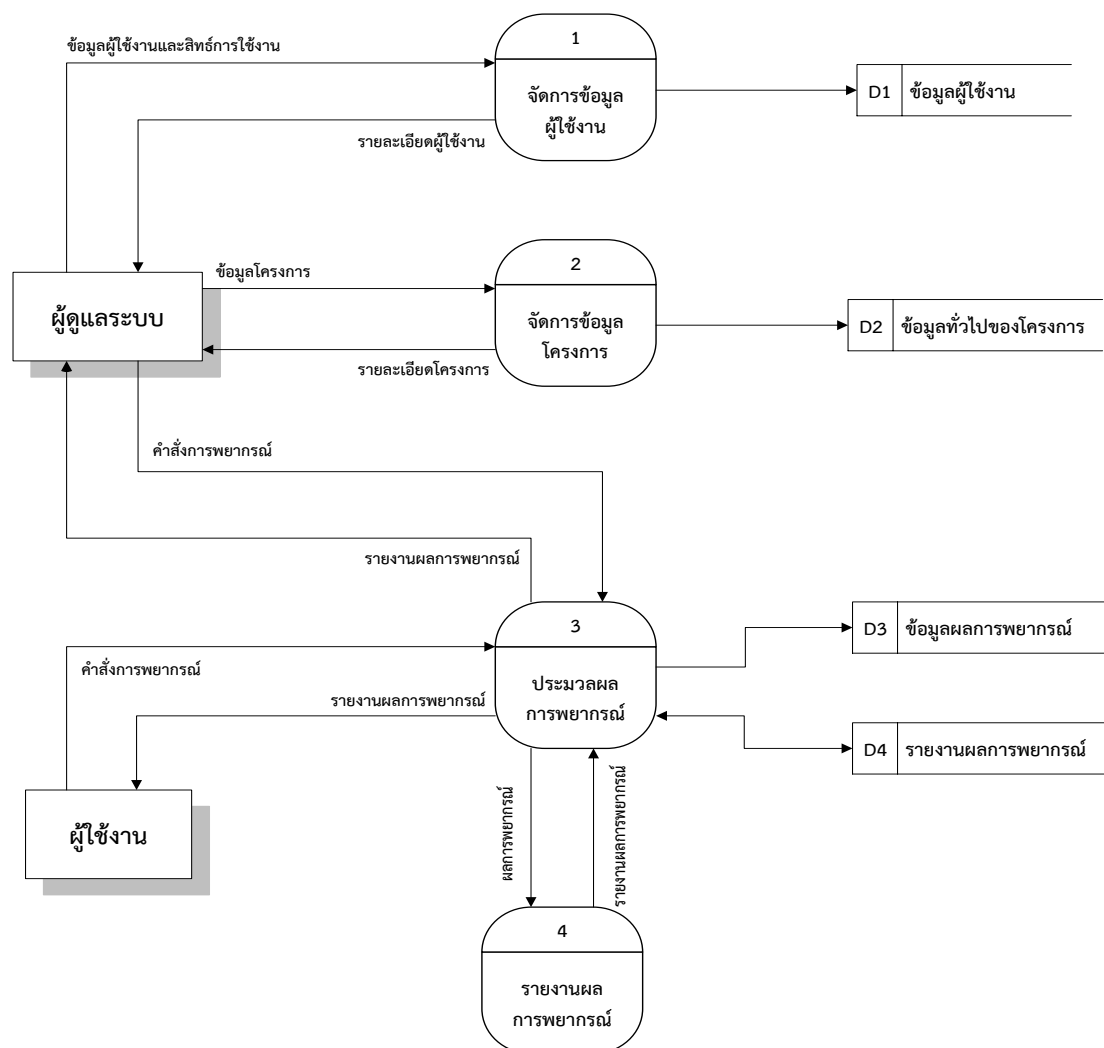 ข้อมูลผู้ใช้งานและสิทธ์การใช้งาน
1
จัดการข้อมูล
ผู้ใช้งาน
D1 ข้อมูลผู้ใช้งาน
รายละเอียดผู้ใช้งาน
ผู้ดูแลระบบ
ข้อมูลโครงการ
2
จัดการข้อมูล
โครงการ
D2 ข้อมูลทั่วไปของโครงการ
รายละเอียดโครงการ
คำสั่งการพยากรณ์
รายงานผลการพยากรณ์
3
ประมวลผล
การพยากรณ์
D3 ข้อมูลผลการพยากรณ์
คำสั่งการพยากรณ์
รายงานผลการพยากรณ์
D4 รายงานผลการพยากรณ์
ผู้ใช้งาน
ผลการพยากรณ์
รายงานผลการพยากรณ์
4
รายงานผล
การพยากรณ์